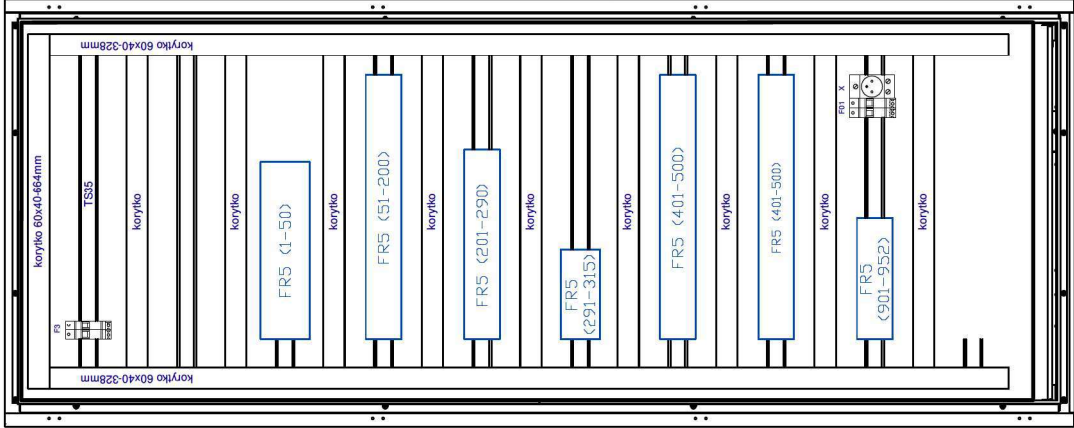 korytko 60x40-328mm
korytko 60x40-664mm
TS35
F3
korytko
korytko
FR5 (1-50)
korytko
FR5 (51-200)
korytko
FR5 (201-290)
korytko
FR5
(291-315)
korytko
FR5 (401-500)
korytko
FR5 (401-500)
korytko
X
F01
FR5
(901-952)
korytko
korytko 60x40-328mm